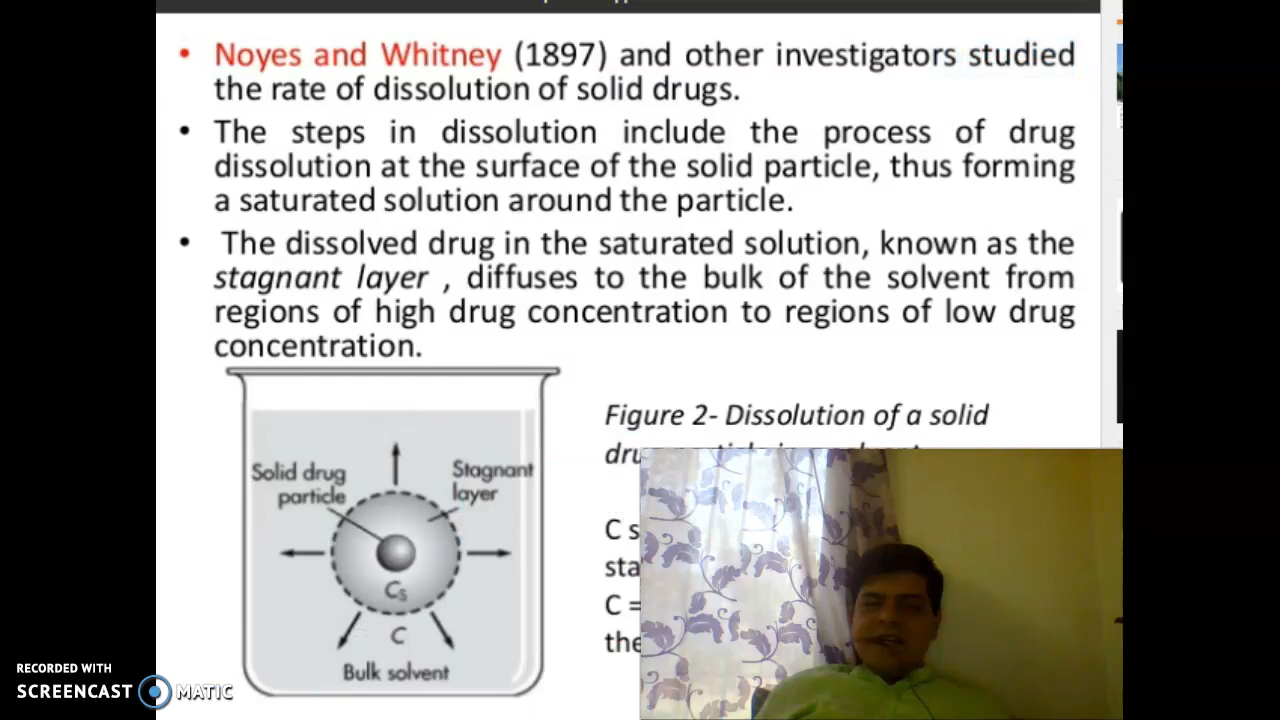 • Noyes and Whitney (1897) and other investigators studied
the rate of dissolution of solid drugs.
• The steps in dissolution include the process of drug
dissolution at the surface of the solid particle, thus forming
a saturated solution around the particle.
• The dissolved drug in the saturated solution, known as the
stagnant layer , diffuses to the bulk of the solvent from
regions of high drug concentration to regions of low drug
concentration.
Figure 2- Dissolution of a solid
Solid drug
particle
Stagnant
layer
Cs
C
Bulk solvent
C s
C =
RECORDED WITH
SCREENCAST MATIC